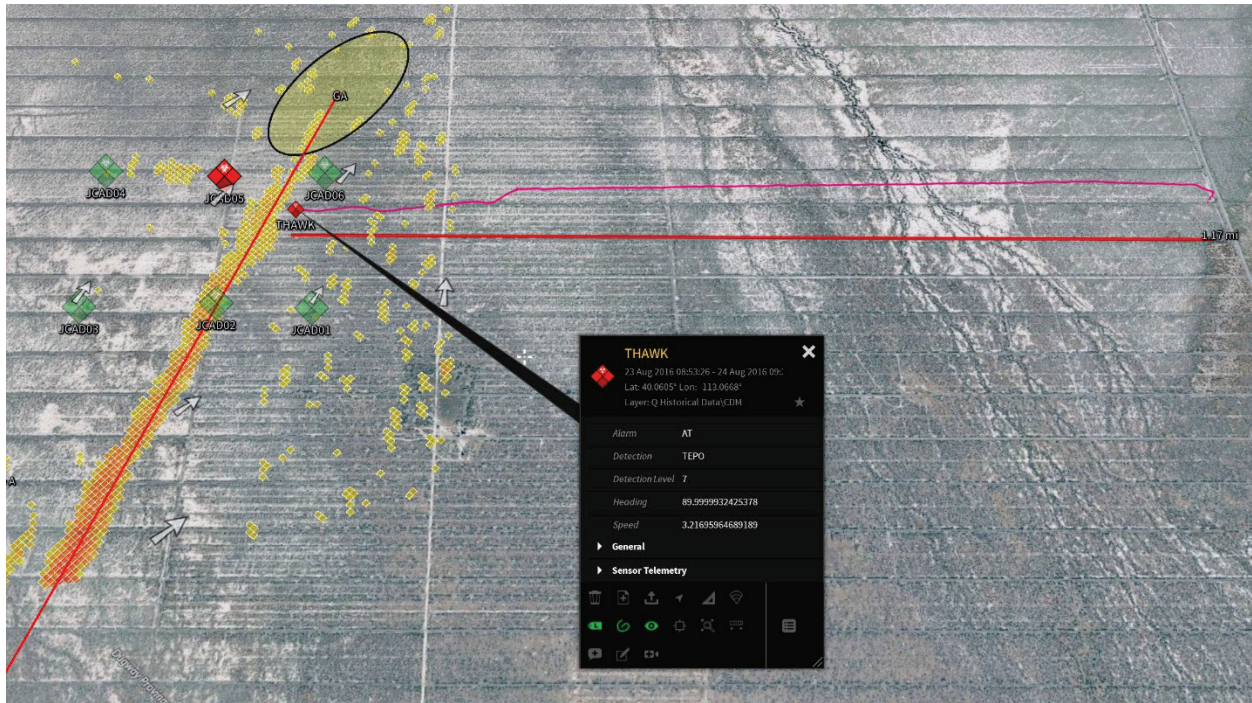 GA
JCAD04
JCAD05
JCAD06
THAWK
1.17 mi
JCAD03
JCAD02
JCAD01
A
THAWK
23 Aug 2016 08:53:26 - 24 Aug 2016 09:
Lat: 40.0605° Lon: -113.0668°
Layer: Q Historical Data\CDM
Alarm AT
Detection TEPO
Detection Level 7
Heading 89.9999932425378
Speed 3.21695964689189
General
Sensor Telemetry
L
Dugway Proving